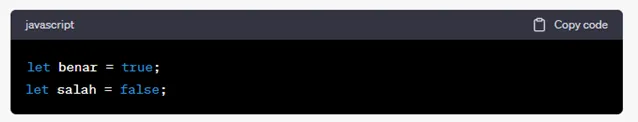 javascript
Copy code
let benar = true;
let salah = false;